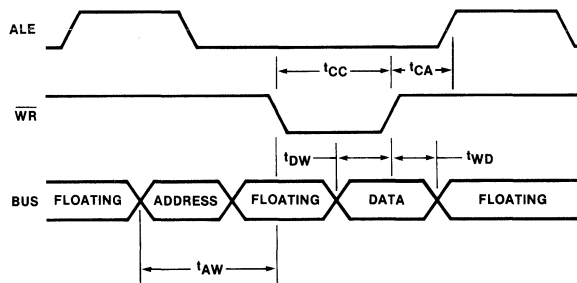 ALE
tCC tCA
WR
tDW tWD
BUS FLOATING ADDRESS FLOATING DATA FLOATING
tAW